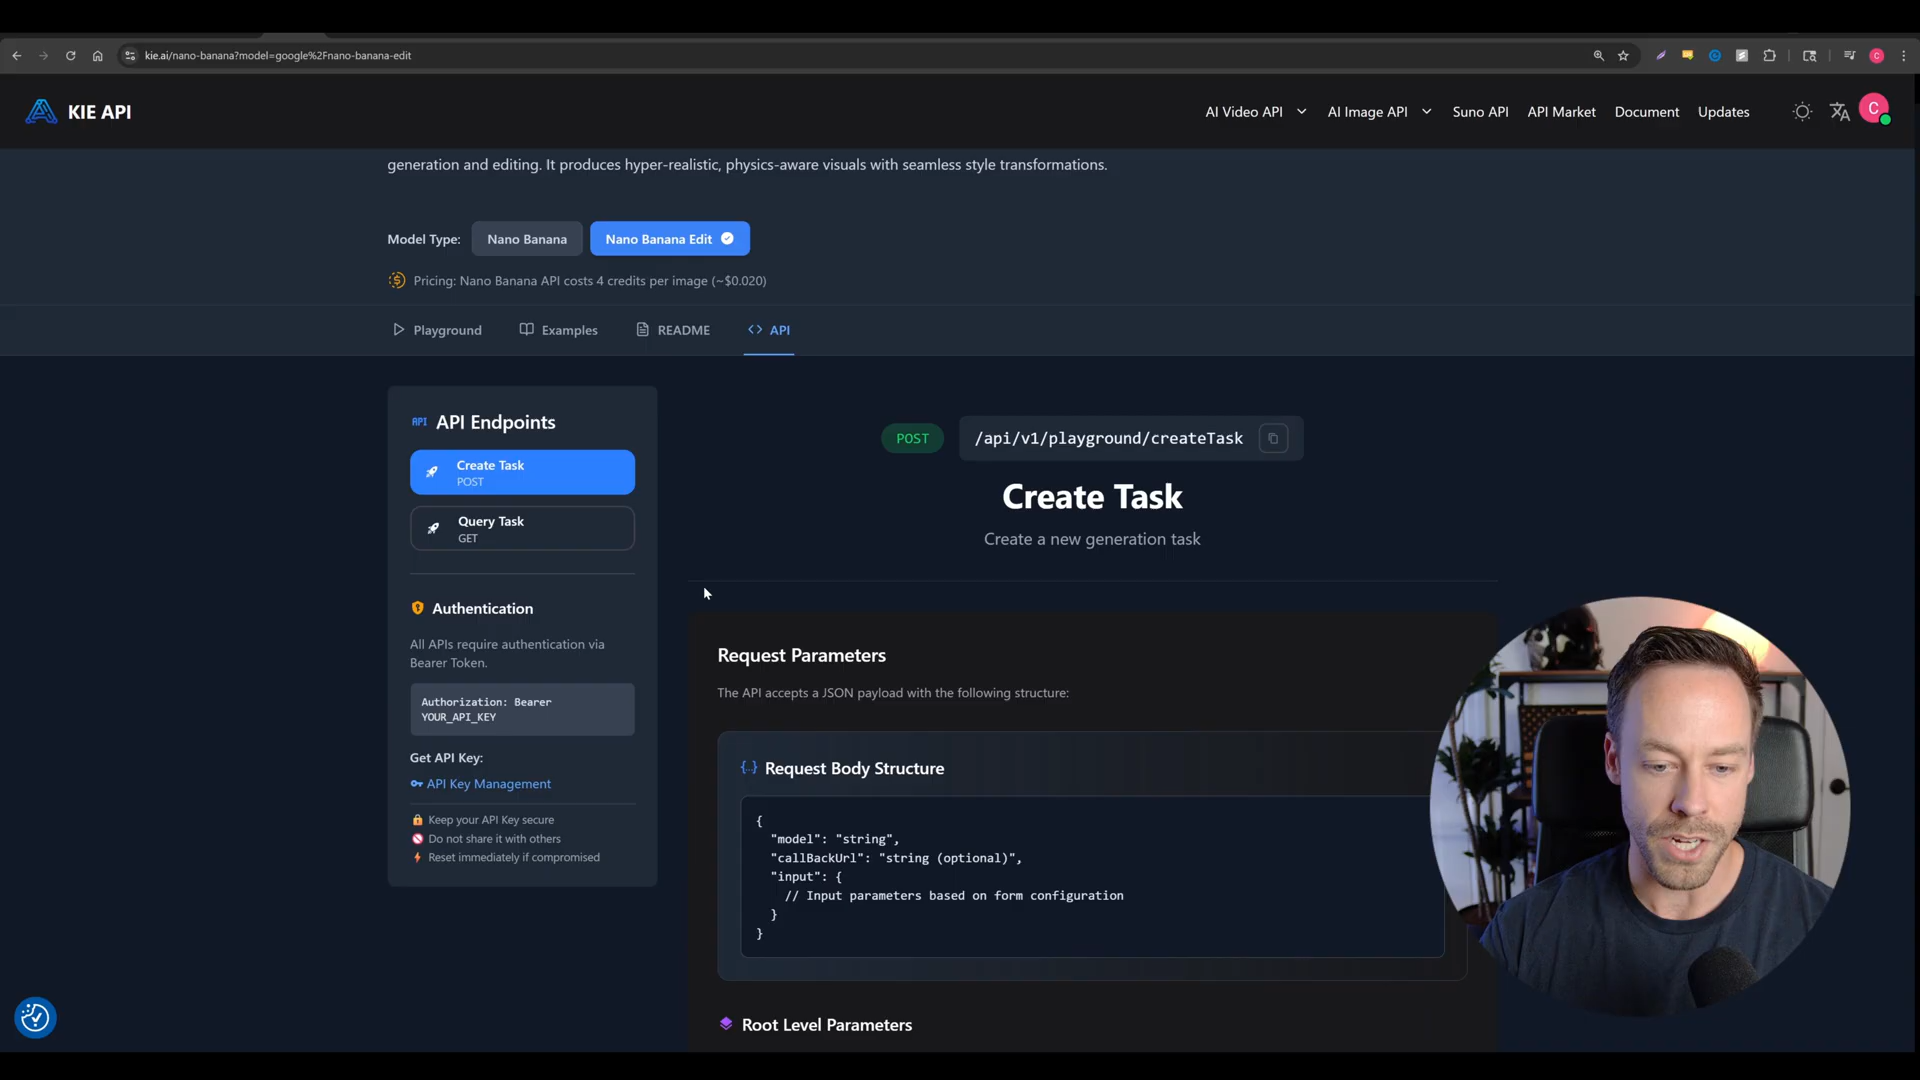 kie.ai/nano-banana?model=google%2Fnano-banana-edit
C
KIE API
AI Video API
AI Image API
Suno API
API Market
Document
Updates
C
generation and editing. It produces hyper-realistic, physics-aware visuals with seamless style transformations.
Model Type:
Nano Banana
Nano Banana Edit
Pricing: Nano Banana API costs 4 credits per image (~$0.020)
Playground
Examples
README
<> API
API API Endpoints
Create Task
POST
Query Task
GET
Authentication
All APIs require authentication via
Bearer Token.
Authorization: Bearer
YOUR_API_KEY
Get API Key:
API Key Management
Keep your API Key secure
Do not share it with others
Reset immediately if compromised
POST
/api/v1/playground/createTask
Create Task
Create a new generation task
Request Parameters
The API accepts a JSON payload with the following structure:
{..} Request Body Structure
{
"model": "string",
"callBackUrl": "string (optional)",
"input": {
// Input parameters based on form configuration
}
}
Root Level Parameters